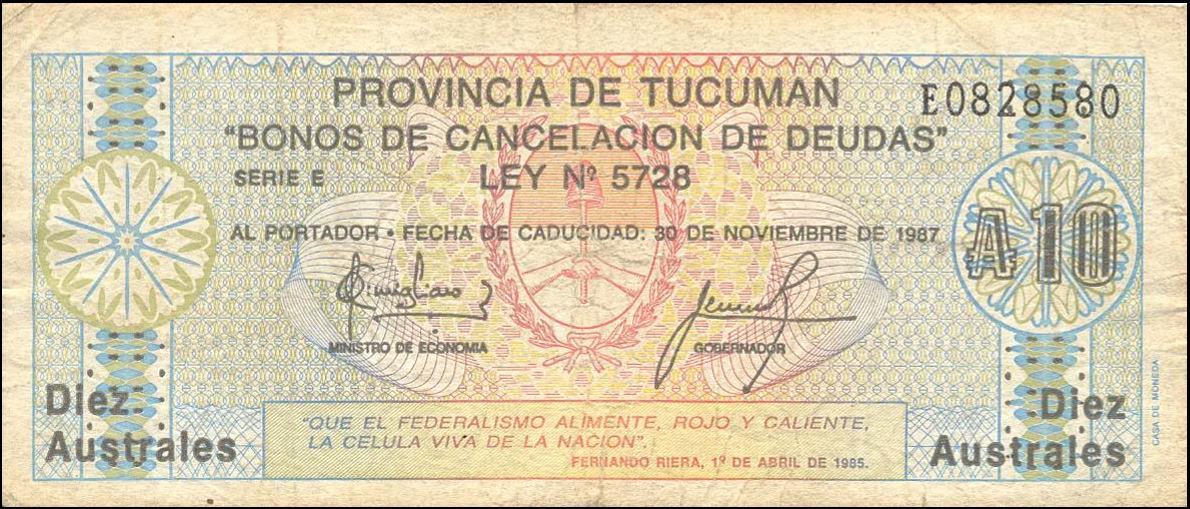 PROVINCIA DE TUCUMAN
E0828580
"BONOS DE CANCELACION DE DEUDAS"
SERIE E
LEY Nº 5728
AL PORTADOR • FECHA DE CADUCIDAD: 30 DE NOVIEMBRE DE 1987
A10
MINISTRO DE ECONOMIA
GOBERNADOR
Diez
Australes
Diez
Australes
"QUE EL FEDERALISMO ALIMENTE, ROJO Y CALIENTE,
LA CELULA VIVA DE LA NACION".
FERNANDO RIERA, 1º DE ABRIL DE 1985.
CASA DE MONEDA